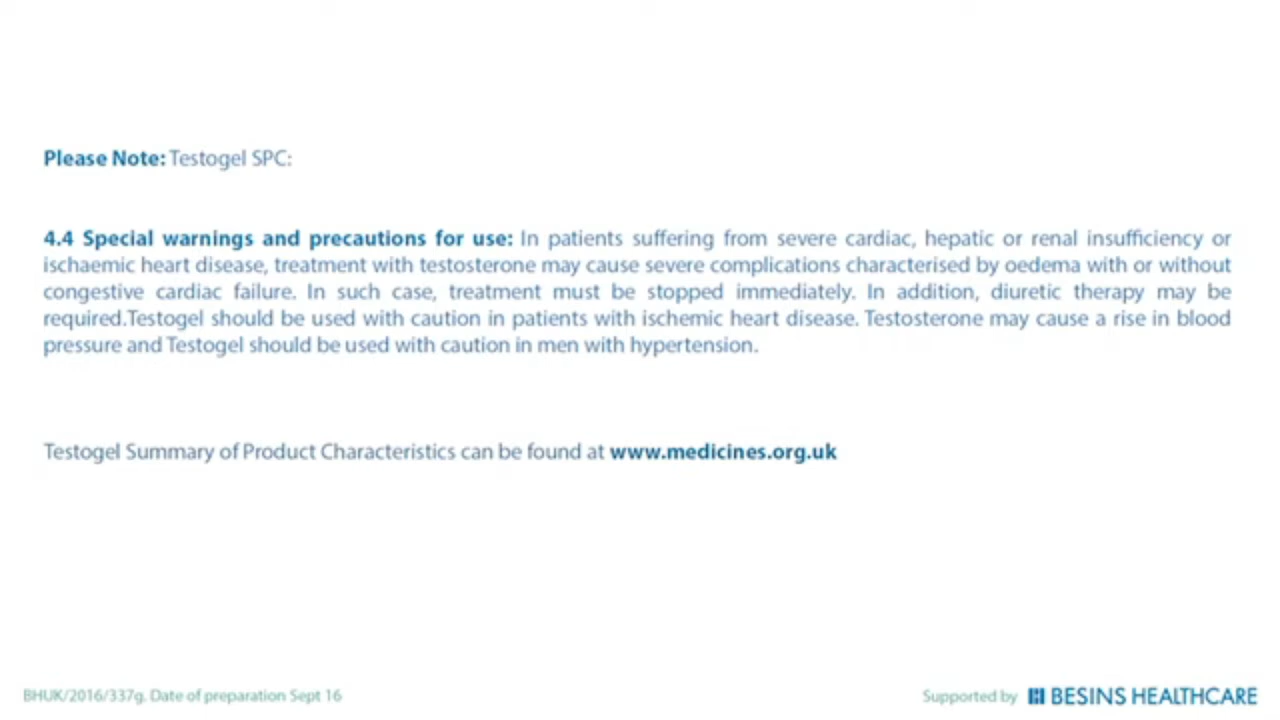 Please Note: Testogel SPC:
4.4 Special warnings and precautions for use: In patients suffering from severe cardiac, hepatic or renal insufficiency or
ischaemic heart disease, treatment with testosterone may cause severe complications characterised by oedema with or without
congestive cardiac failure. In such case, treatment must be stopped immediately. In addition, diuretic therapy may be
required.Testogel should be used with caution in patients with ischemic heart disease. Testosterone may cause a rise in blood
pressure and Testogel should be used with caution in men with hypertension.
Testogel Summary of Product Characteristics can be found at www.medicines.org.uk
BHUK/2016/337g. Date of preparation Sept 16
Supported by BESINS HEALTHCARE